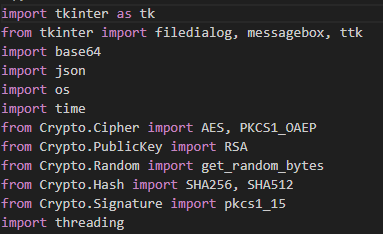 import tkinter as tk
from tkinter import filedialog, messagebox, ttk
import base64
import json
import os
import time
from Crypto.Cipher import AES, PKCS1_OAEP
from Crypto.PublicKey import RSA
from Crypto.Random import get_random_bytes
from Crypto.Hash import SHA256, SHA512
from Crypto.Signature import pkcs1_15
import threading